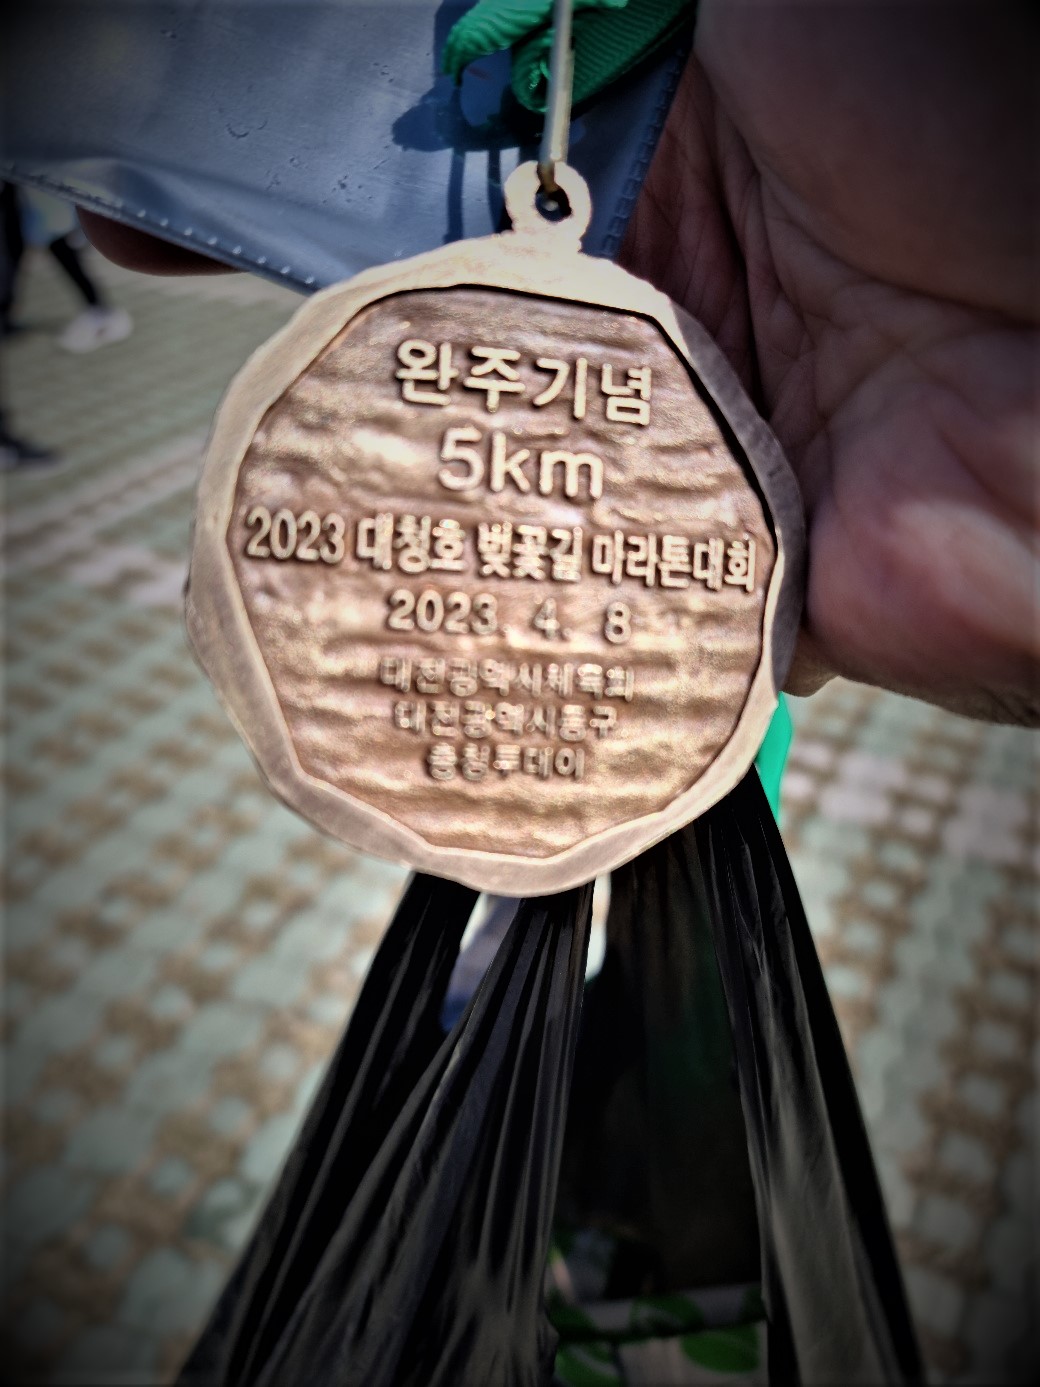 완주기념
5km
2023 대청호 벚꽃길 마라톤대회
2023. 4. 8
대전광역시체육회
대전광역시동구
충청투데이